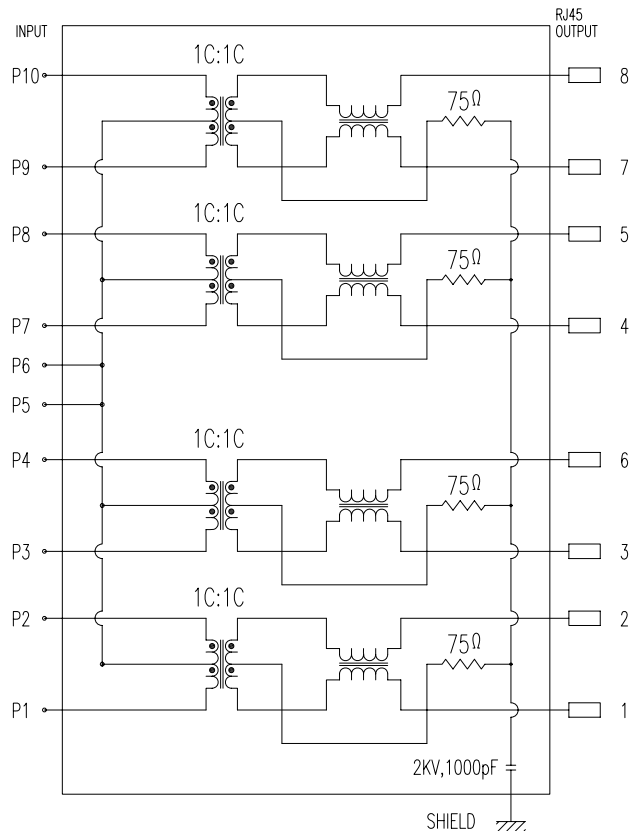 INPUT
RJ45
OUTPUT
1C:1C
P10
8
75Ω
P9
7
1C:1C
P8
5
75Ω
P7
4
P6
P5
1C:1C
P4
6
75Ω
P3
3
1C:1C
P2
2
75Ω
P1
1
2KV,1000pF
SHIELD